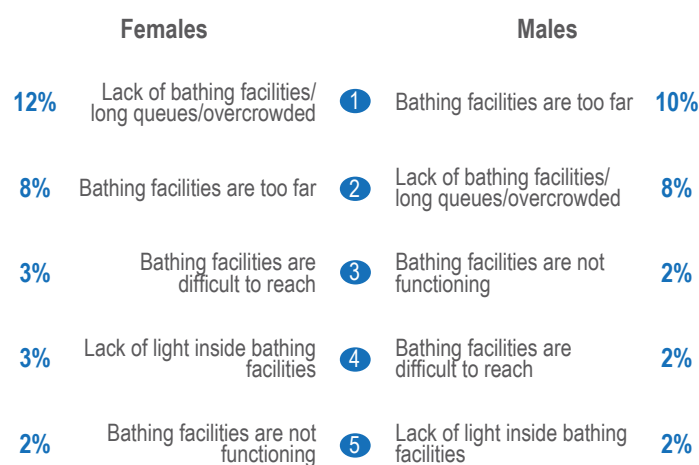 Females Males
12% Lack of bathing facilities/
long queues/overcrowded 1 Bathing facilities are too far 10%
8% Bathing facilities are too far 2 Lack of bathing facilities/
long queues/overcrowded 8%
3% Bathing facilities are
difficult to reach 3 Bathing facilities are not
functioning 2%
3% Lack of light inside bathing
facilities 4 Bathing facilities are
difficult to reach 2%
2% Bathing facilities are not
functioning 5 Lack of light inside bathing
facilities 2%